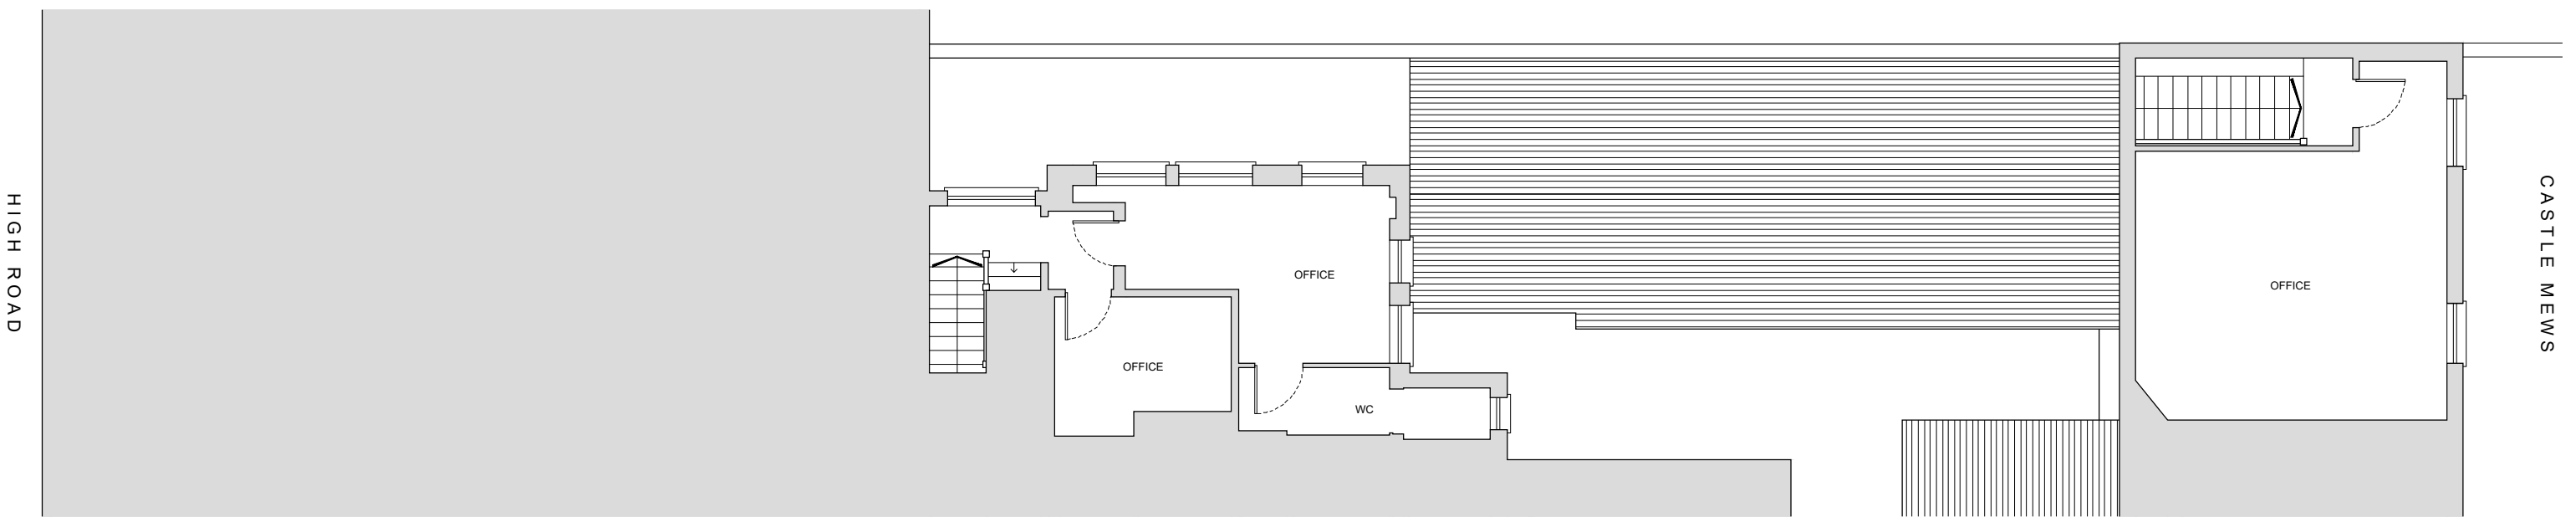 HIGH ROAD
OFFICE
OFFICE
WC
OFFICE
CASTLE MEWS